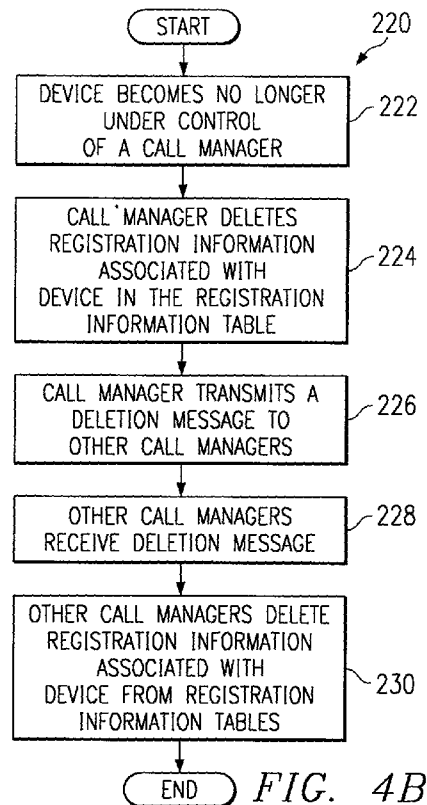 START
220
DEVICE BECOMES NO LONGER
UNDER CONTROL
OF A CALL MANAGER
222
CALL MANAGER DELETES
REGISTRATION INFORMATION
ASSOCIATED WITH
DEVICE IN THE REGISTRATION
INFORMATION TABLE
224
CALL MANAGER TRANSMITS A
DELETION MESSAGE TO
OTHER CALL MANAGERS
226
OTHER CALL MANAGERS
RECEIVE DELETION MESSAGE
228
OTHER CALL MANAGERS DELETE
REGISTRATION INFORMATION
ASSOCIATED WITH
DEVICE FROM REGISTRATION
INFORMATION TABLES
230
END
FIG. 4B